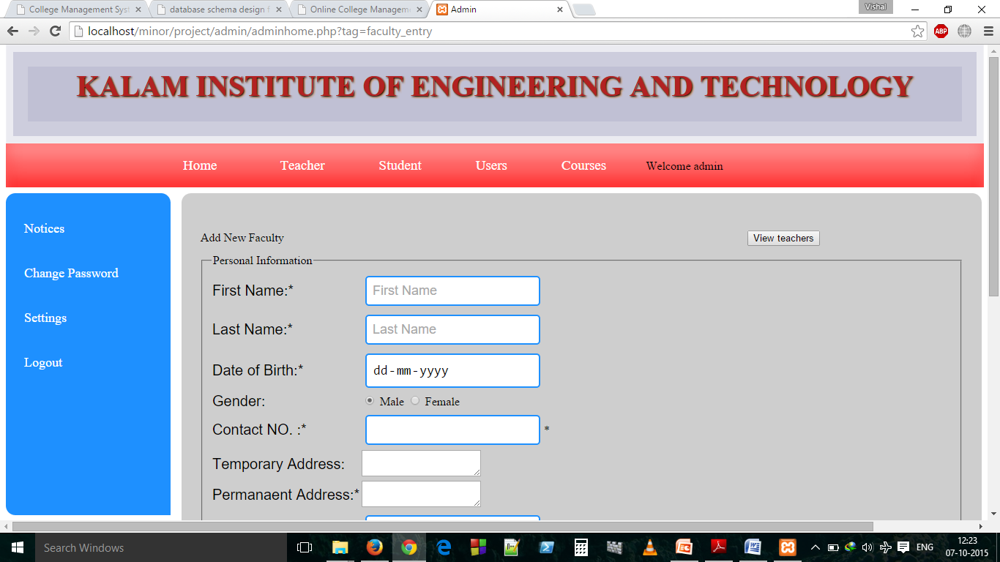 College Management Syst
database schema design f
Online College Managem
Admin
Vishal
localhost/minor/project/admin/adminhome.php?tag=faculty_entry
ABP
KALAM INSTITUTE OF ENGINEERING AND TECHNOLOGY
Home Teacher Student Users Courses Welcome admin
Notices
Change Password
Settings
Logout
Add New Faculty View teachers
Personal Information
First Name:* First Name
Last Name:* Last Name
Date of Birth:* dd-mm-yyyy
Gender: Male Female
Contact NO. :* *
Temporary Address:
Permanaent Address:*
Search Windows
ENG
12:23
07-10-2015